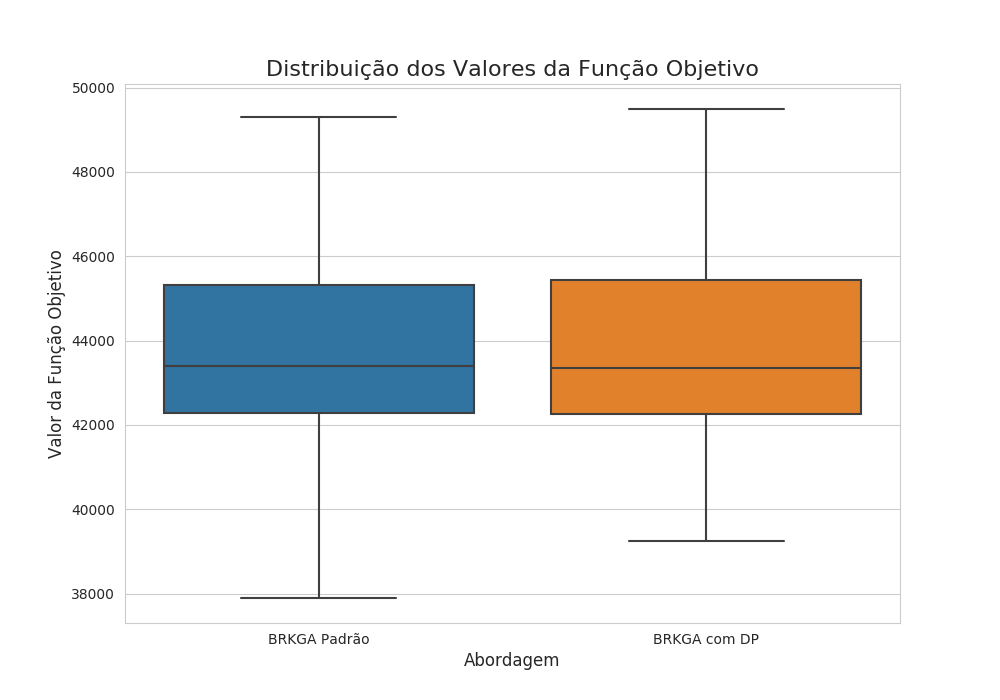 Distribuição dos Valores da Função Objetivo
50000
48000
46000
44000
42000
40000
38000
Valor da Função Objetivo
BRKGA Padrão
BRKGA com DP
Abordagem